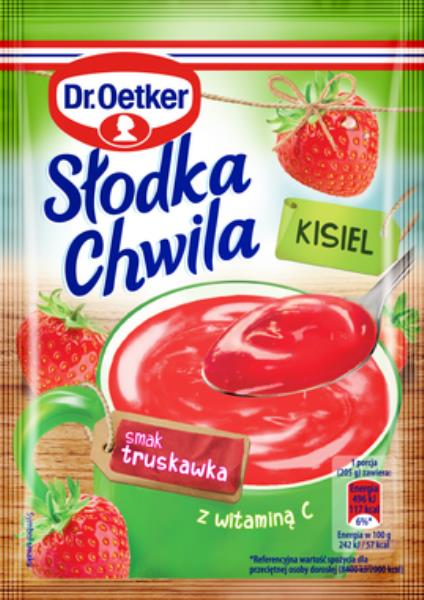 Dr.Oetker
Słodka
Chwila
KISIEL
smak
truskawka
z witaminą C
1 porcja
(205 g) zawiera:
Energia
496 kJ
117 kcal
6%*
Energia w 100 g
242 kJ / 57 kcal
*Referencyjna wartość spożycia dla
przeciętnej osoby dorosłej (8400 kJ/2000 kcal)